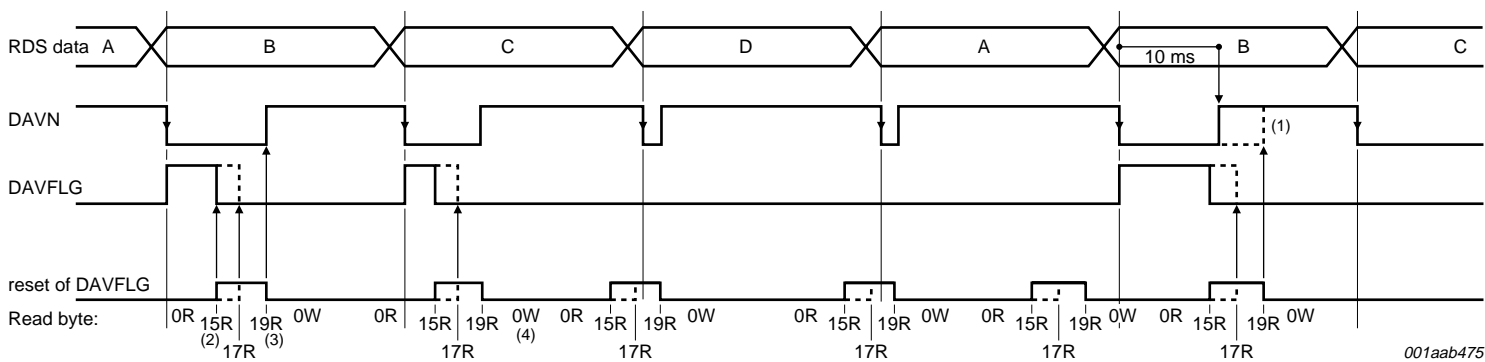 RDS data A B C D A B C
10 ms
DAVN
(1)
DAVFLG
reset of DAVFLG
Read byte: 0R 15R 19R 0W 0R 15R 19R 0W 0R 15R 19R 0W 0R 15R 19R 0W 0R 15R 19R 0W 0R 15R 19R 0W
(2) (3) (4)
17R 17R 17R 17R 17R 17R
001aab475